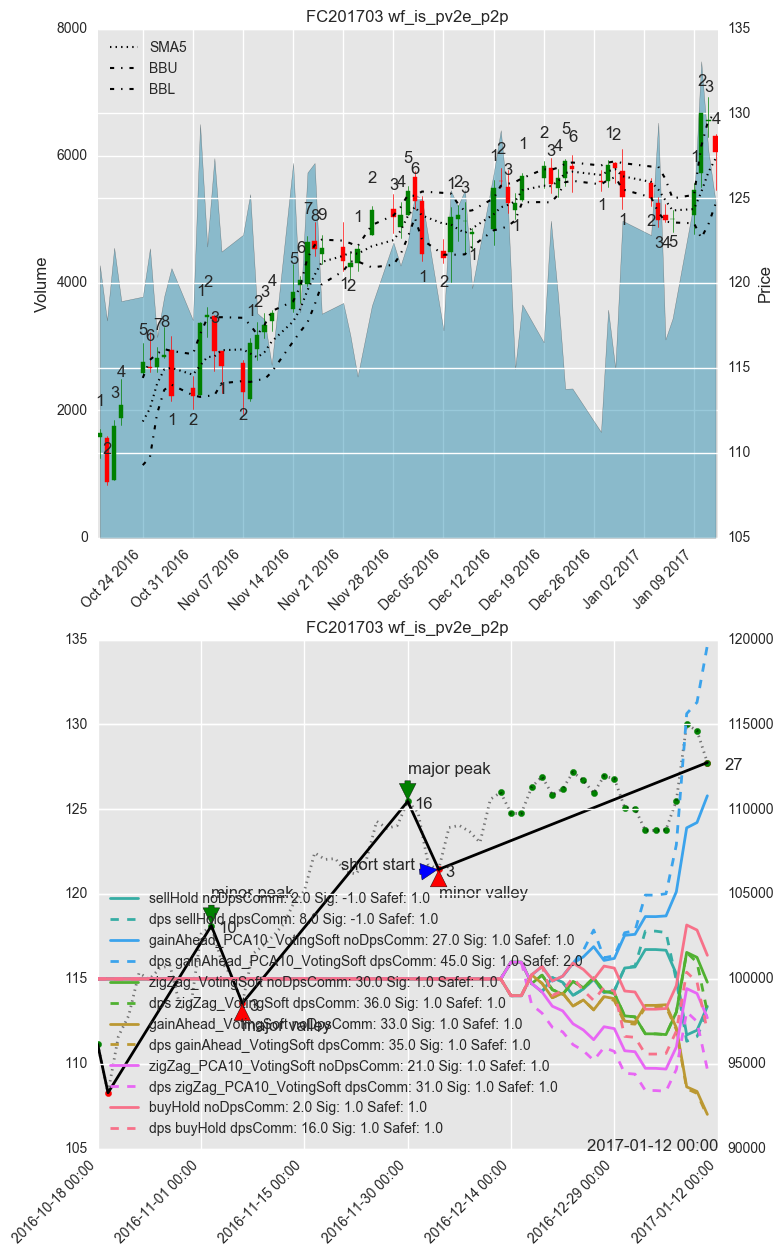 FC201703 wf_is_pv2e_p2p
8000
135
SMA5
BBU
BBL
130
6000
125
Volume
4000
120
Price
115
2000
110
0
105
Oct 24 2016
Oct 31 2016
Nov 07 2016
Nov 14 2016
Nov 21 2016
Nov 28 2016
Dec 05 2016
Dec 12 2016
Dec 19 2016
Dec 26 2016
Jan 02 2017
Jan 09 2017
FC201703 wf_is_pv2e_p2p
135
120000
130
115000
major peak
27
125
16
110000
short start
3
120
minor peak
minor valley
105000
sellHold noDpsComm: 2.0 Sig: -1.0 Safef: 1.0
dps sellHold dpsComm: 8.0 Sig: -1.0 Safef: 1.0
10
gainAhead_PCA10_VotingSoft noDpsComm: 27.0 Sig: 1.0 Safef: 1.0
dps gainAhead_PCA10_VotingSoft dpsComm: 45.0 Sig: 1.0 Safef: 2.0
115
100000
zigZag_VotingSoft noDpsComm: 30.0 Sig: 1.0 Safef: 1.0
dps zigZag_VotingSoft dpsComm: 36.0 Sig: 1.0 Safef: 1.0
3
major valley
gainAhead_VotingSoft noDpsComm: 33.0 Sig: 1.0 Safef: 1.0
dps gainAhead_VotingSoft dpsComm: 35.0 Sig: 1.0 Safef: 1.0
110
95000
zigZag_PCA10_VotingSoft noDpsComm: 21.0 Sig: 1.0 Safef: 1.0
dps zigZag_PCA10_VotingSoft dpsComm: 31.0 Sig: 1.0 Safef: 1.0
buyHold noDpsComm: 2.0 Sig: 1.0 Safef: 1.0
dps buyHold dpsComm: 16.0 Sig: 1.0 Safef: 1.0
105
2017-01-12 00:00
90000
2016-10-18 00:00
2016-11-01 00:00
2016-11-15 00:00
2016-11-30 00:00
2016-12-14 00:00
2016-12-29 00:00
2017-01-12 00:00